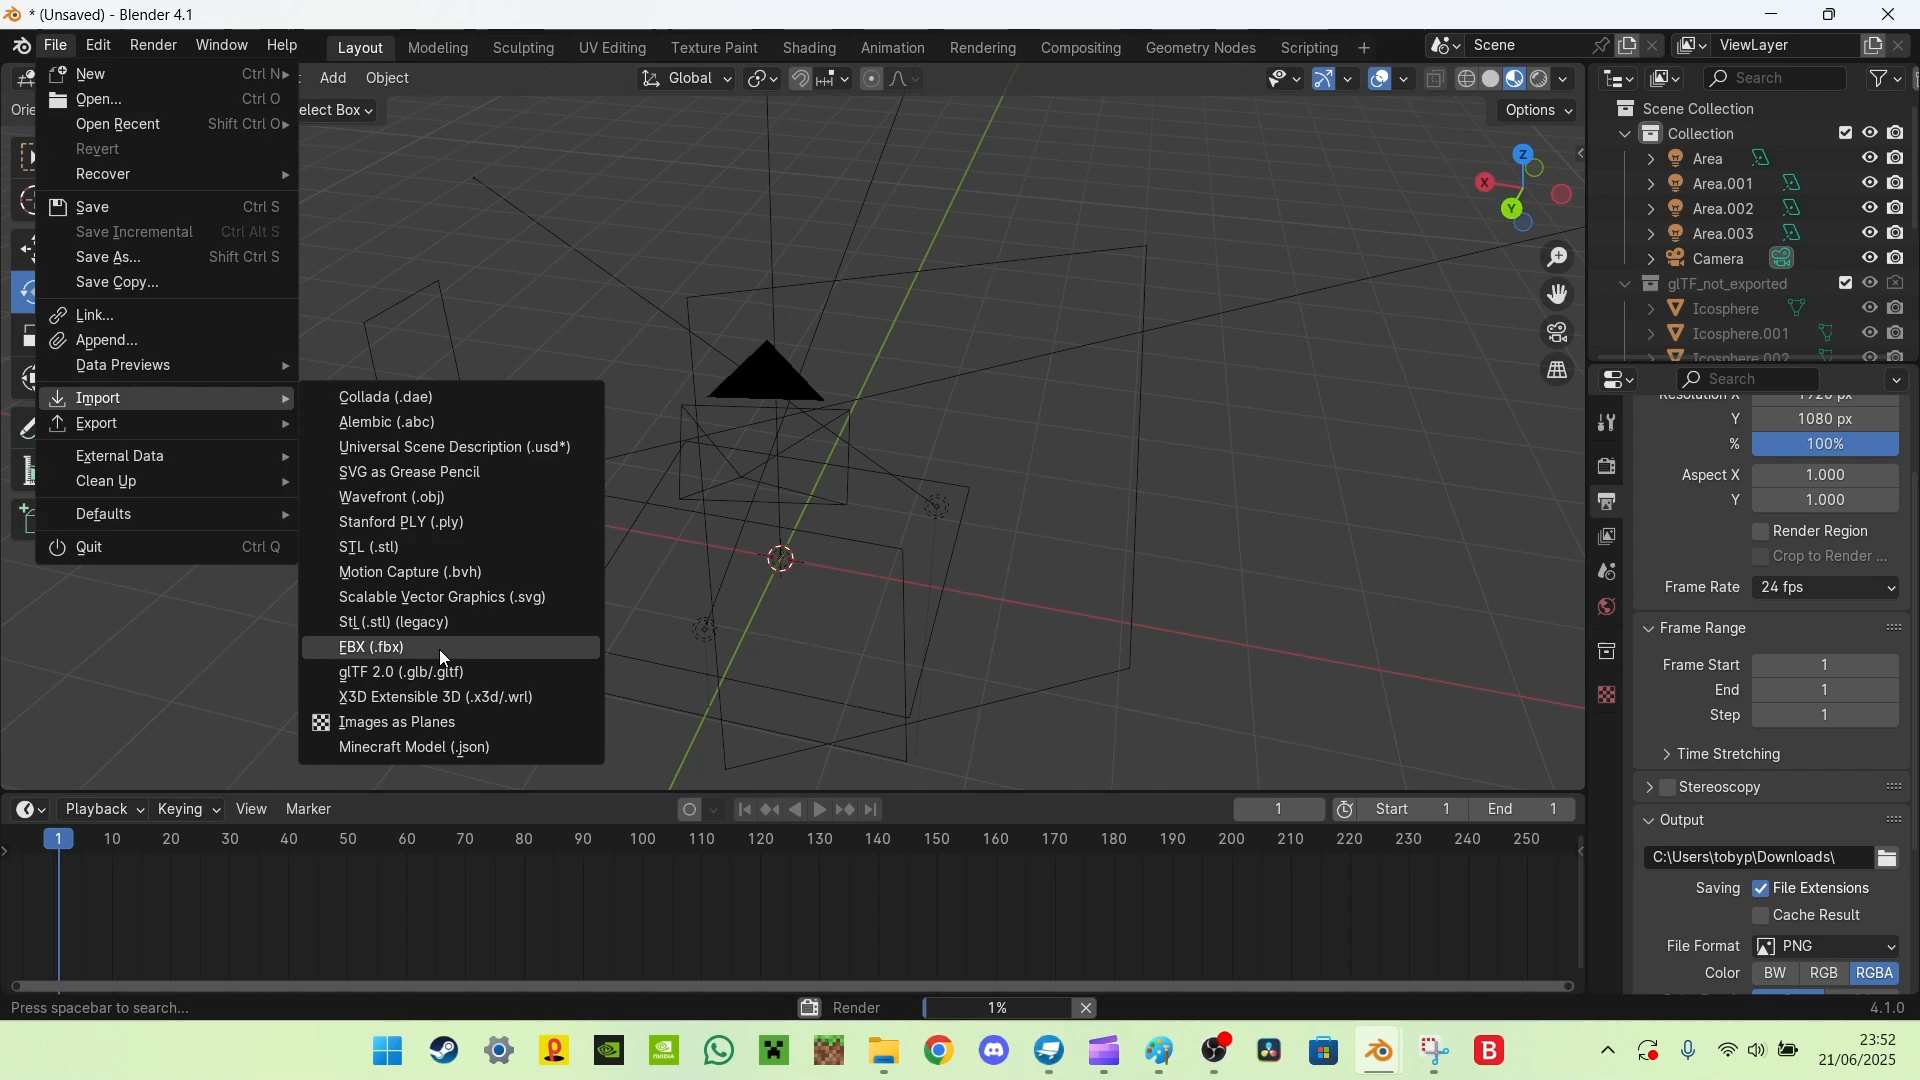 * (Unsaved) - Blender 4.1
File Edit Render Window Help Layout Modeling Sculpting UV Editing Texture Paint Shading Animation Rendering Compositing Geometry Nodes Scripting + Scene ViewLayer
Add Object Global Search
elect Box Options
New Ctrl N
Open... Ctrl O
Open Recent Shift Ctrl O
Revert
Recover
Save Ctrl S
Save Incremental Ctrl Alt S
Save As... Shift Ctrl S
Save Copy...
Link...
Append...
Data Previews
Import
Export
External Data
Clean Up
Defaults
Quit Ctrl Q
Collada (.dae)
Alembic (.abc)
Universal Scene Description (.usd*)
SVG as Grease Pencil
Wavefront (.obj)
Stanford PLY (.ply)
STL (.stl)
Motion Capture (.bvh)
Scalable Vector Graphics (.svg)
Stl (.stl) (legacy)
FBX (.fbx)
glTF 2.0 (.glb/.gltf)
X3D Extensible 3D (.x3d/.wrl)
Images as Planes
Minecraft Model (.json)
Z
X
Y
Scene Collection
Collection
Area
Area.001
Area.002
Area.003
Camera
glTF_not_exported
Icosphere
Icosphere.001
Icosphere.002
Search
Resolution X 1920 px
Y 1080 px
% 100%
Aspect X 1.000
Y 1.000
Render Region
Crop to Render ...
Frame Rate 24 fps
Frame Range
Frame Start 1
End 1
Step 1
Time Stretching
Stereoscopy
Output
C:\Users\tobyp\Downloads\
Saving File Extensions
Cache Result
File Format PNG
Color BW RGB RGBA
Playback Keying View Marker 1 Start 1 End 1
1 10 20 30 40 50 60 70 80 90 100 110 120 130 140 150 160 170 180 190 200 210 220 230 240 250
Press spacebar to search... Render 1% 4.1.0
23:52
21/06/2025